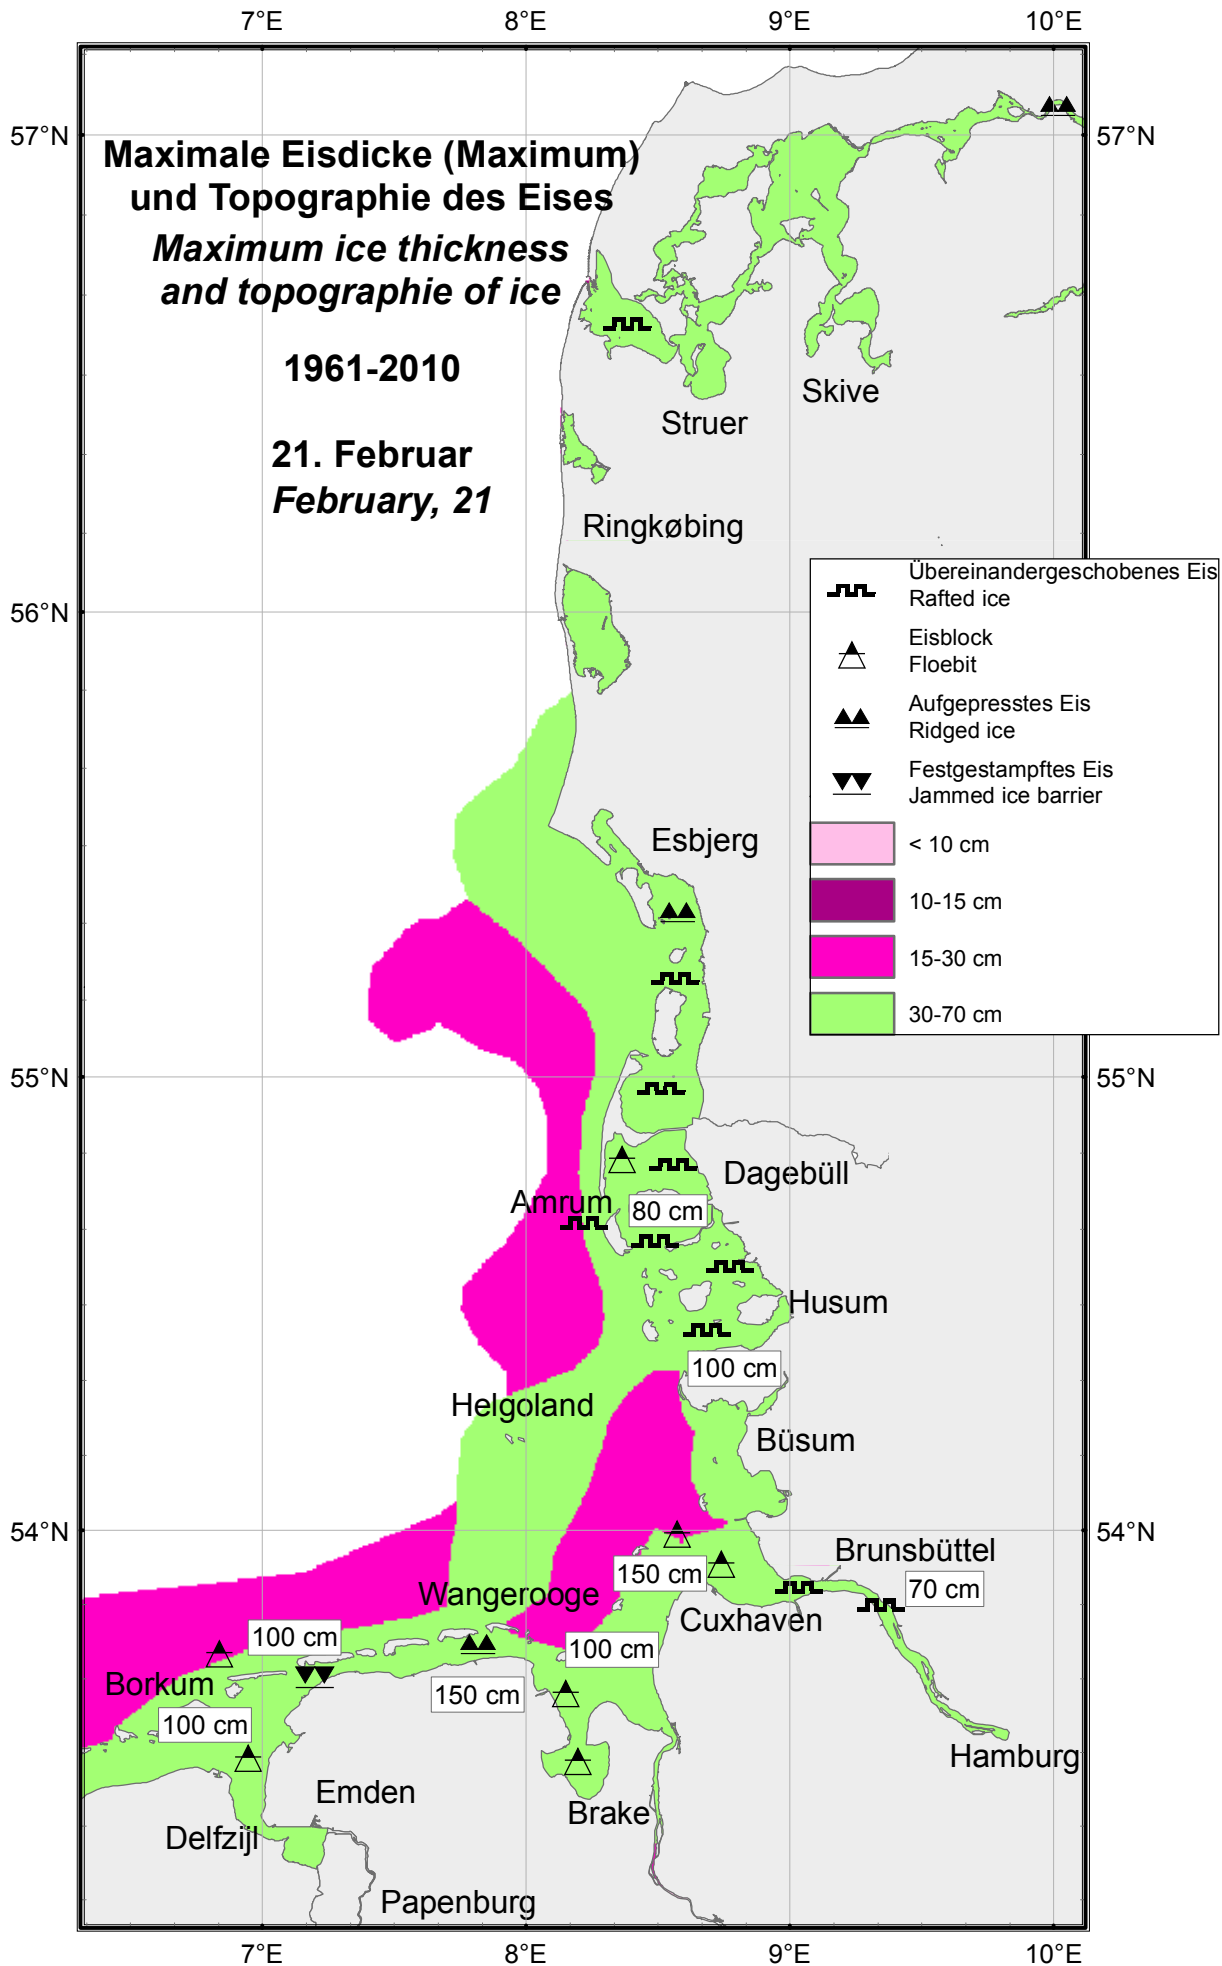 7°E
8°E
9°E
10°E
57°N
57°N
Maximale Eisdicke (Maximum)
und Topographie des Eises
Maximum ice thickness
and topographie of ice
1961-2010
21. Februar
February, 21
Skive
Struer
Ringkøbing
56°N
Übereinandergeschobenes Eis
Rafted ice
Eisblock
Floebit
Aufgepresstes Eis
Ridged ice
Festgestampftes Eis
Jammed ice barrier
< 10 cm
10-15 cm
15-30 cm
30-70 cm
Esbjerg
55°N
55°N
Dagebüll
Amrum
80 cm
Husum
100 cm
Helgoland
Büsum
54°N
54°N
Brunsbüttel
150 cm
70 cm
Wangerooge
Cuxhaven
100 cm
100 cm
Borkum
150 cm
100 cm
Hamburg
Emden
Brake
Delfzijl
Papenburg
7°E
8°E
9°E
10°E